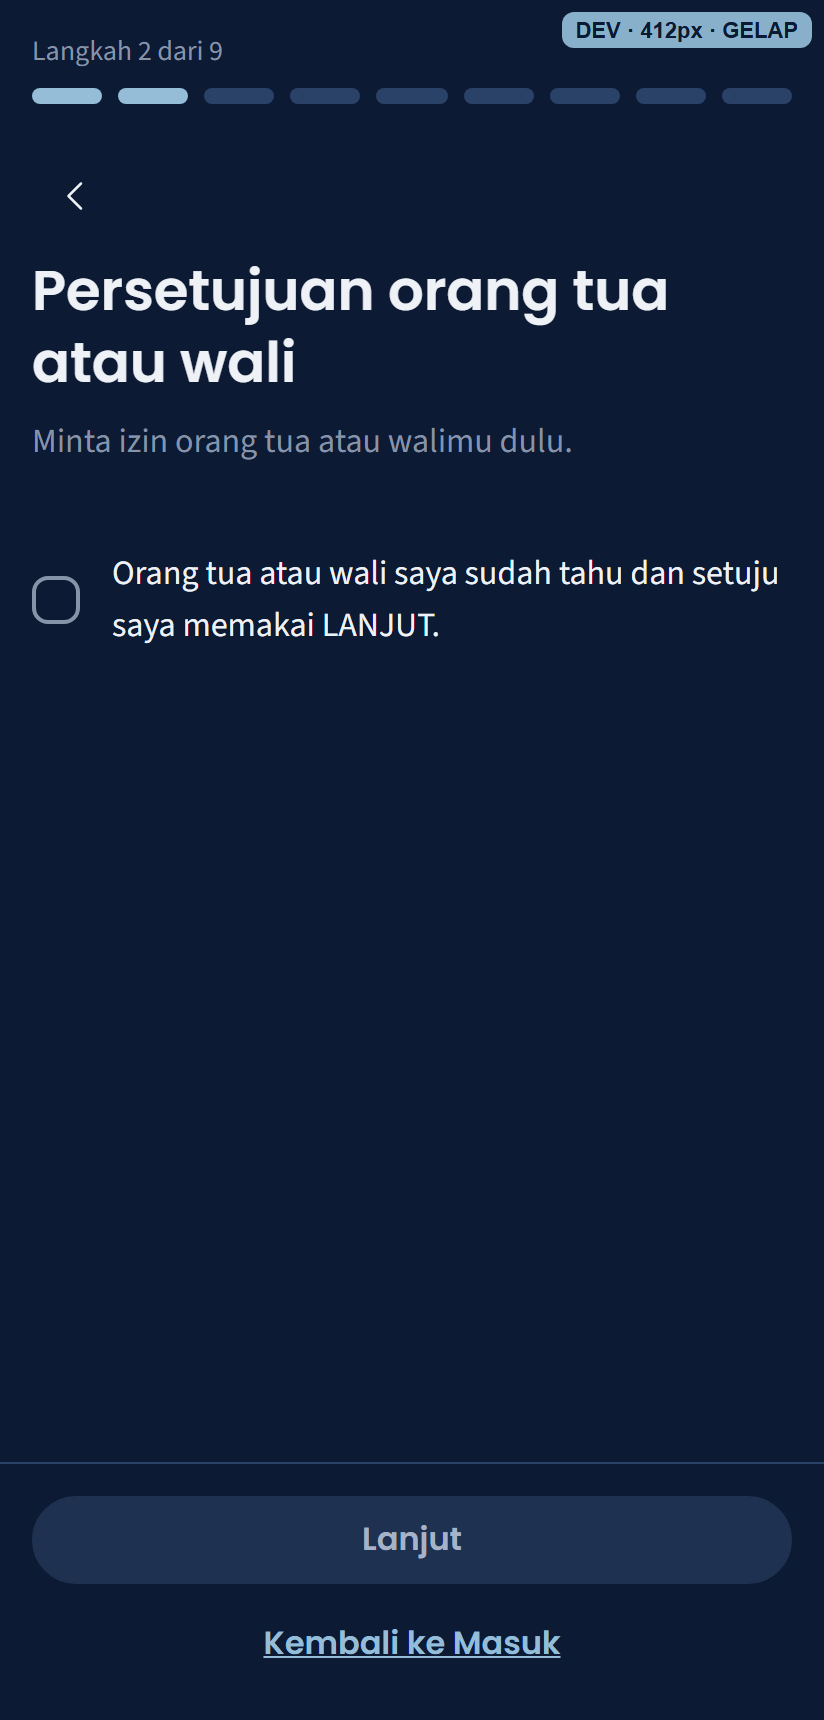 Langkah 2 dari 9
DEV · 412px · GELAP
Persetujuan orang tua
atau wali
Minta izin orang tua atau walimu dulu.
Orang tua atau wali saya sudah tahu dan setuju
saya memakai LANJUT.
Lanjut
Kembali ke Masuk